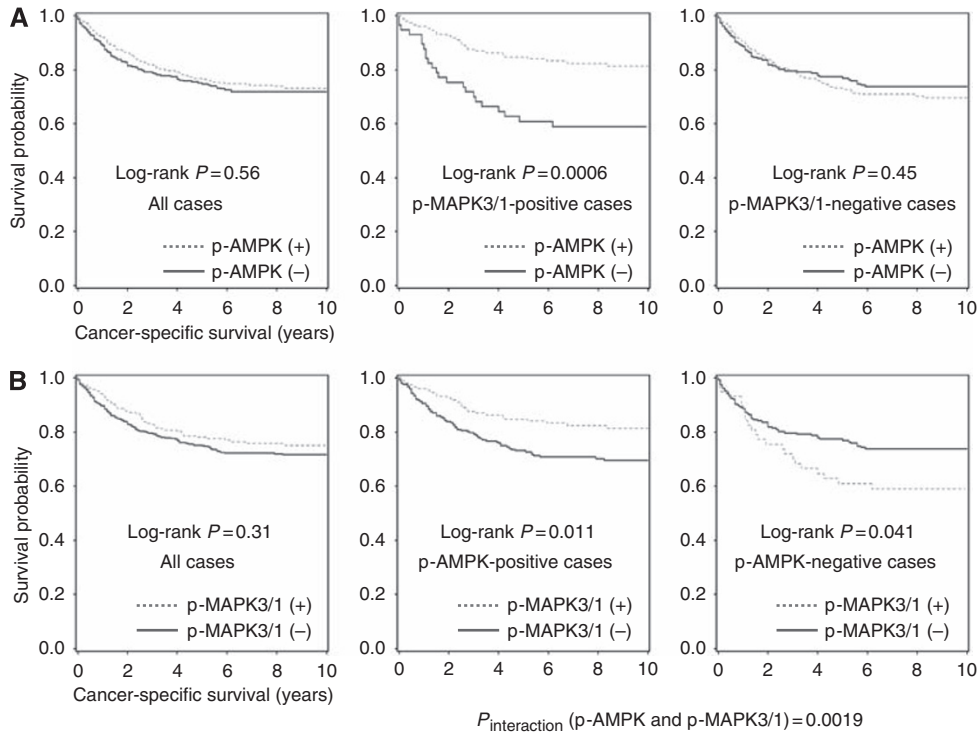 A
Survival probability
1.0
0.8
0.6
0.4
0.2
0.0
Log-rank P=0.56
All cases
p-AMPK (+)
p-AMPK (–)
0 2 4 6 8 10
Cancer-specific survival (years)
1.0
0.8
0.6
0.4
0.2
0.0
Log-rank P=0.0006
p-MAPK3/1-positive cases
p-AMPK (+)
p-AMPK (–)
0 2 4 6 8 10
1.0
0.8
0.6
0.4
0.2
0.0
Log-rank P=0.45
p-MAPK3/1-negative cases
p-AMPK (+)
p-AMPK (–)
0 2 4 6 8 10
B
Survival probability
1.0
0.8
0.6
0.4
0.2
0.0
Log-rank P=0.31
All cases
p-MAPK3/1 (+)
p-MAPK3/1 (–)
0 2 4 6 8 10
Cancer-specific survival (years)
1.0
0.8
0.6
0.4
0.2
0.0
Log-rank P=0.011
p-AMPK-positive cases
p-MAPK3/1 (+)
p-MAPK3/1 (–)
0 2 4 6 8 10
1.0
0.8
0.6
0.4
0.2
0.0
Log-rank P=0.041
p-AMPK-negative cases
p-MAPK3/1 (+)
p-MAPK3/1 (–)
0 2 4 6 8 10
Pinteraction (p-AMPK and p-MAPK3/1)=0.0019